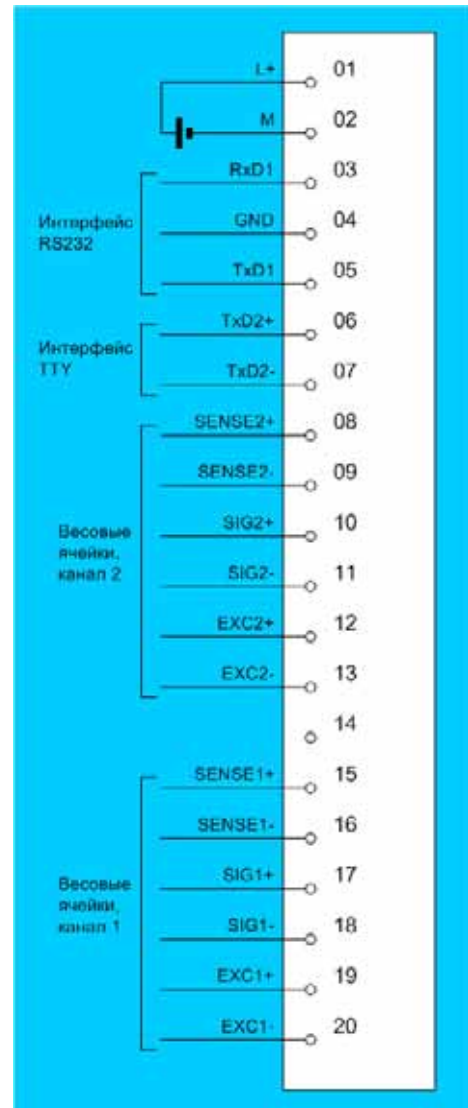 L+ 01
M 02
RxD1 03
Интерфейс
RS232
GND 04
TxD1 05
TxD2+ 06
Интерфейс
TTY
TxD2- 07
SENSE2+ 08
SENSE2- 09
SIG2+ 10
Весовые
ячейки,
канал 2
SIG2- 11
EXC2+ 12
EXC2- 13
14
SENSE1+ 15
SENSE1- 16
SIG1+ 17
Весовые
ячейки,
канал 1
SIG1- 18
EXC1+ 19
EXC1- 20